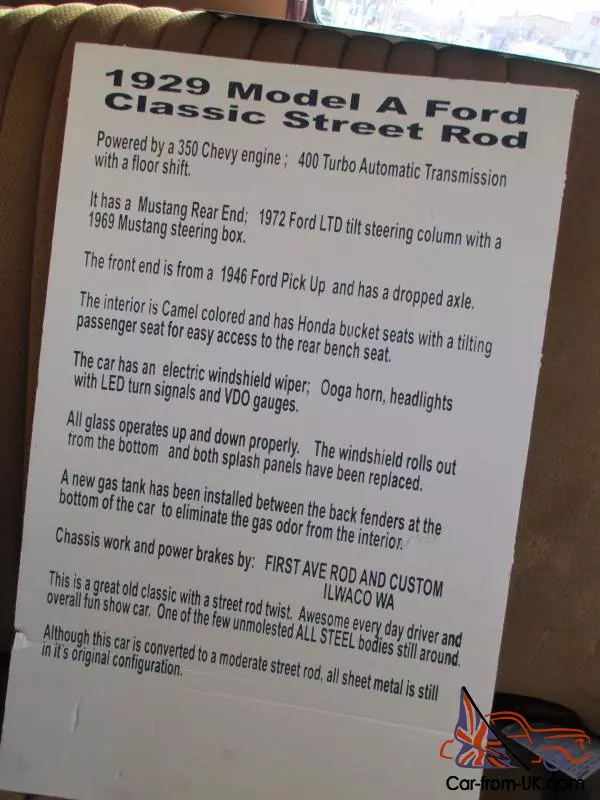 1929 Model A Ford
Classic Street Rod
Powered by a 350 Chevy engine ; 400 Turbo Automatic Transmission
with a floor shift.
It has a Mustang Rear End; 1972 Ford LTD tilt steering column with a
1969 Mustang steering box.
The front end is from a 1946 Ford Pick Up and has a dropped axle.
The interior is Camel colored and has Honda bucket seats with a tilting
passenger seat for easy access to the rear bench seat.
The car has an electric windshield wiper; Ooga horn, headlights
with LED turn signals and VDO gauges.
All glass operates up and down properly. The windshield rolls out
from the bottom and both splash panels have been replaced.
A new gas tank has been installed between the back fenders at the
bottom of the car to eliminate the gas odor from the interior.
Chassis work and power brakes by: FIRST AVE ROD AND CUSTOM
ILWACO WA
This is a great old classic with a street rod twist. Awesome every day driver and
overall fun show car. One of the few unmolested ALL STEEL bodies still around.
Although this car is converted to a moderate street rod, all sheet metal is still
in it's original configuration.
Car-from-UK.com